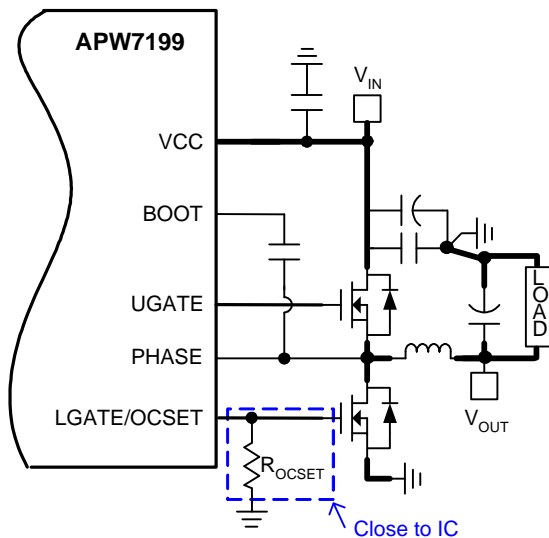 APW7199
VIN
VCC
BOOT
UGATE
PHASE
LGATE/OCSET
ROCSET
LOAD
VOUT
Close to IC